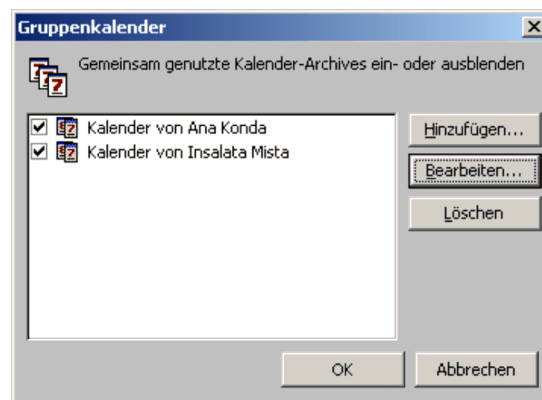 Gruppenkalender
Gemeinsam genutzte Kalender-Archives ein- oder ausblenden
Kalender von Ana Konda
Kalender von Insalata Mista
Hinzufügen...
Bearbeiten...
Löschen
OK
Abbrechen